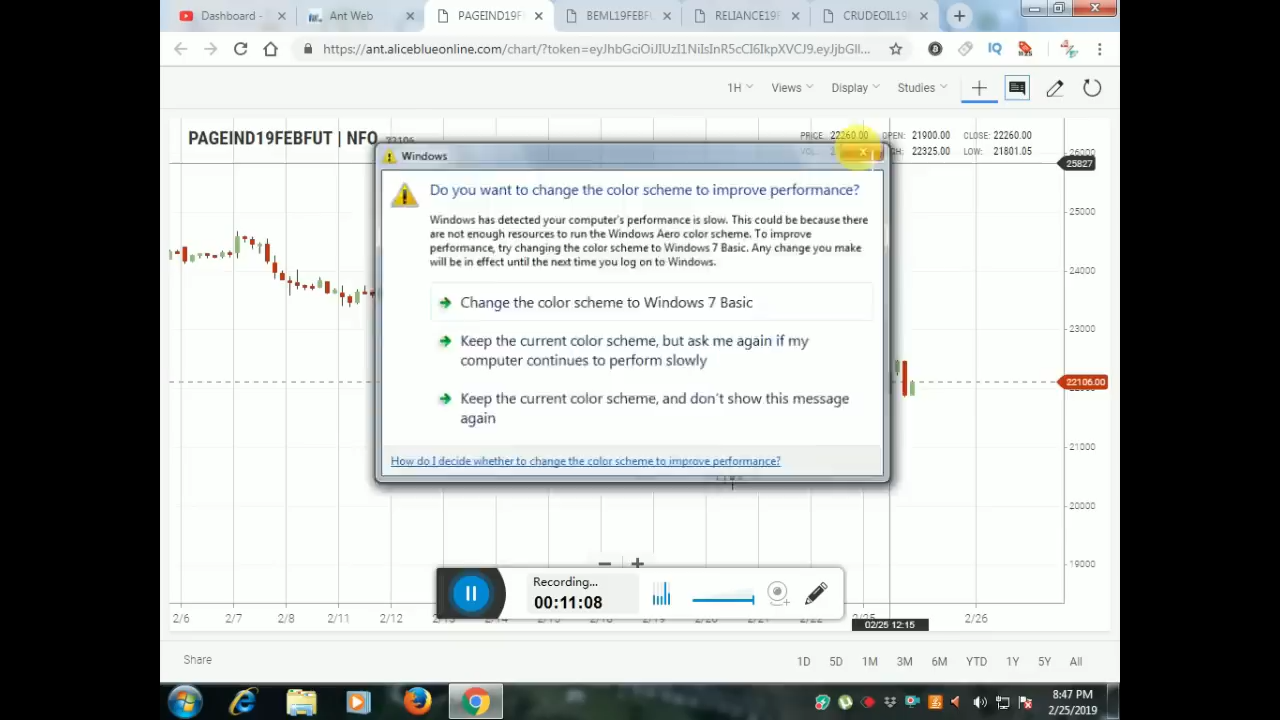 Dashboard -
Ant Web
PAGEIND19F
BEML19FEBFU
RELIANCE19F
CRUDEOIL19
https://ant.aliceblueonline.com/chart/?token=eyJhbGciOiJIUzI1NiIsInR5cCI6IkpXVCJ9.eyJjbGll...
IQ
1H
Views
Display
Studies
PAGEIND19FEBFUT | NFO
PRICE: 22260.00 OPEN: 21900.00 CLOSE: 22260.00
22325.00 LOW: 21801.05
Windows
Do you want to change the color scheme to improve performance?
Windows has detected your computer's performance is slow. This could be because there
are not enough resources to run the Windows Aero color scheme. To improve
performance, try changing the color scheme to Windows 7 Basic. Any change you make
will be in effect until the next time you log on to Windows.
Change the color scheme to Windows 7 Basic
Keep the current color scheme, but ask me again if my
computer continues to perform slowly
Keep the current color scheme, and don't show this message
again
How do I decide whether to change the color scheme to improve performance?
25827
25000
24000
23000
22106.00
21000
20000
19000
Recording...
00:11:08
2/6
2/7
2/8
2/11
2/12
02/25 12:15
2/26
Share
1D
5D
1M
3M
6M
YTD
1Y
5Y
All
8:47 PM
2/25/2019